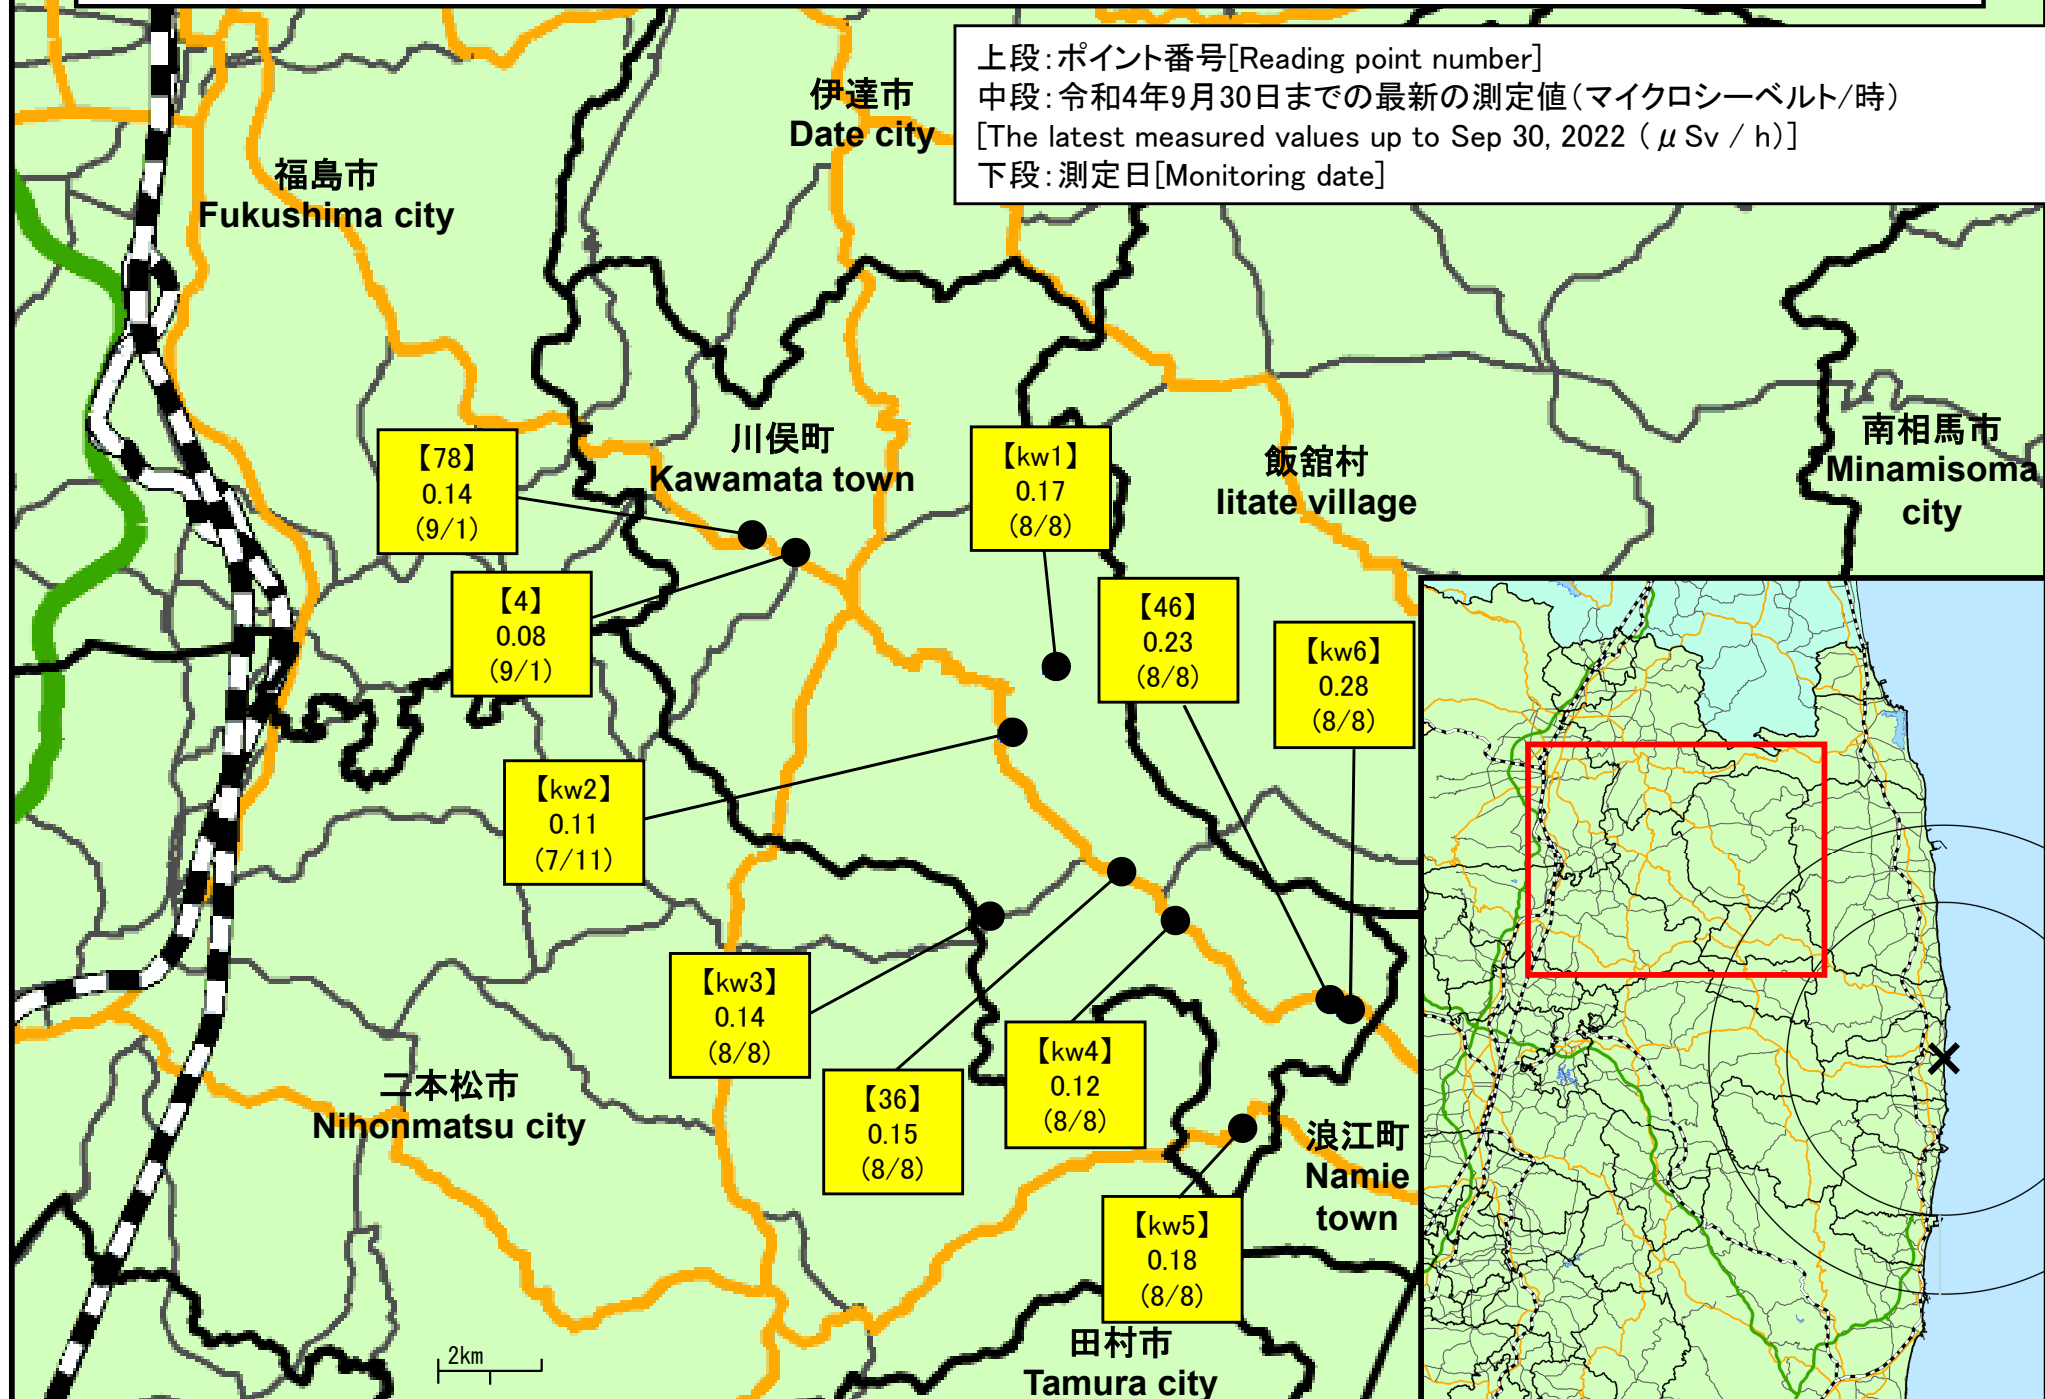 上段：ポイント番号[Reading point number]
中段：令和4年9月30日までの最新の測定値（マイクロシーベルト/時）
[The latest measured values up to Sep 30, 2022（μSv / h）]
下段：測定日[Monitoring date]
伊達市
Date city
福島市
Fukushima city
川俣町
Kawamata town
飯舘村
Iitate village
南相馬市
Minamisoma
city
【78】
0.14
(9/1)
【kw1】
0.17
(8/8)
【4】
0.08
(9/1)
【46】
0.23
(8/8)
【kw6】
0.28
(8/8)
【kw2】
0.11
(7/11)
【kw3】
0.14
(8/8)
【36】
0.15
(8/8)
【kw4】
0.12
(8/8)
【kw5】
0.18
(8/8)
二本松市
Nihonmatsu city
浪江町
Namie
town
田村市
Tamura city
2km